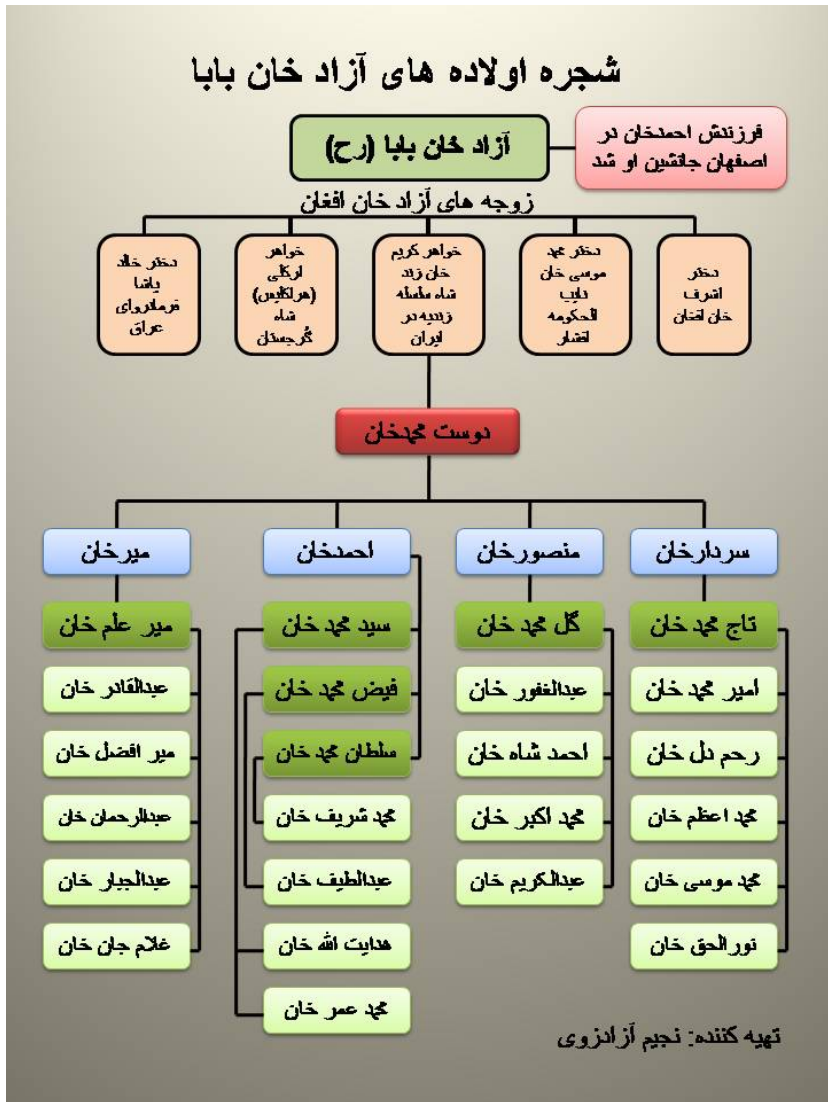 شجره اولاده های آزاد خان بابا
آزاد خان بابا (رح)
فرزندش احمدخان در
اصفهان جانشین او شد
زوجه های آزاد خان افغان
دختر
اشرف
خان افغان
دختر محمد
موسی خان
نایب
الحکومه
افشار
خواهر کریم
خان زند
شاه سلسله
زندیه در
ایران
خواهر
ارکلی
(هراکلیس)
شاه
گرجستان
دختر خالد
پاشا
فرمانروای
عراق
دوست محمدخان
سردارخان
منصورخان
احمدخان
میرخان
تاج محمد خان
گل محمد خان
سید محمد خان
میر علم خان
امیر محمد خان
عبدالغفور خان
فیض محمد خان
عبدالقادر خان
رحم دل خان
احمد شاه خان
سلطان محمد خان
میر افضل خان
محمد اعظم خان
محمد اکبر خان
محمد شریف خان
عبدالرحمان خان
محمد موسی خان
عبدالکریم خان
عبدالطیف خان
عبدالجبار خان
نورالحق خان
هدایت الله خان
غلام جان خان
محمد عمر خان
تهیه کننده: نجیم آزادزوی